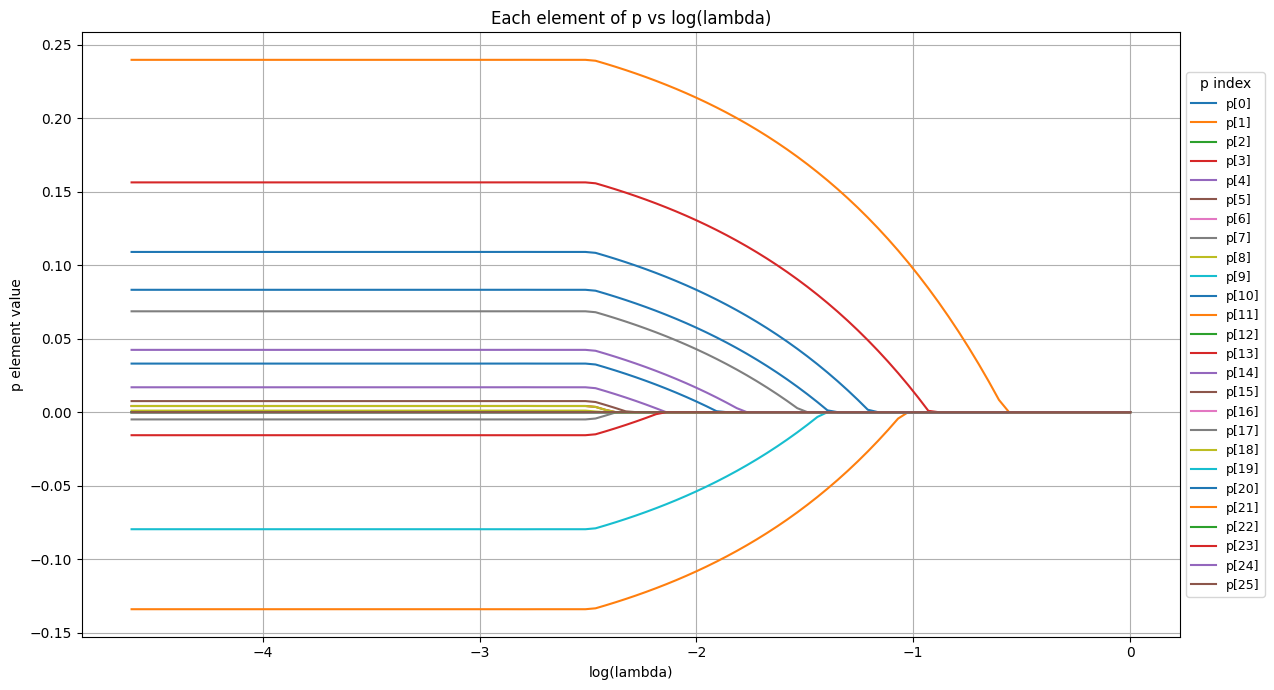 Each element of p vs log(lambda)
0.25
0.20
0.15
0.10
0.05
0.00
−0.05
−0.10
−0.15
p element value
−4
−3
−2
−1
0
log(lambda)
p index
p[0]
p[1]
p[2]
p[3]
p[4]
p[5]
p[6]
p[7]
p[8]
p[9]
p[10]
p[11]
p[12]
p[13]
p[14]
p[15]
p[16]
p[17]
p[18]
p[19]
p[20]
p[21]
p[22]
p[23]
p[24]
p[25]